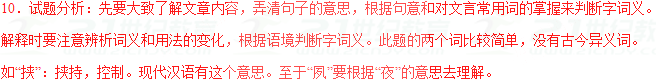 10．试题分析：先要大致了解文章内容，弄清句子的意思，根据句意和对文言常用词的掌握来判断字词义。
解释时要注意辨析词义和用法的变化，根据语境判断字词义。此题的两个词比较简单，没有古今异义词。
如“挟”：挟持，控制。现代汉语有这个意思。至于“夙”要根据“夜”的意思去理解。